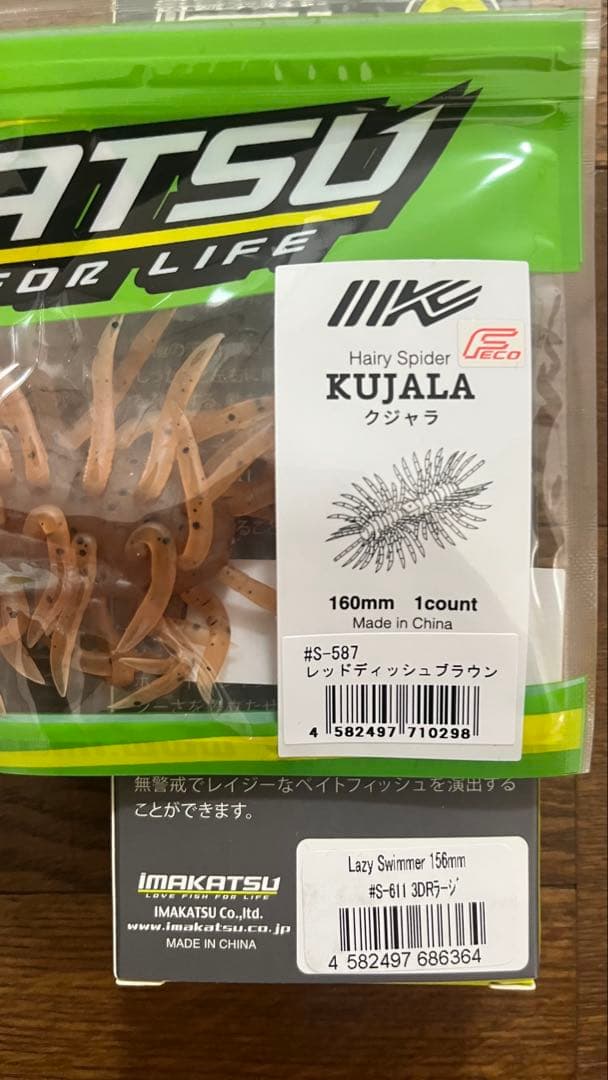 ATSU
FOR LIFE
IIKE
FECO
Hairy Spider
KUJALA
クジャラ
160mm 1count
Made in China
#S-587
レッドディッシュブラウン
4 582497 710298
無警戒でレイジーなベイトフィッシュを演出する
ことができます。
Lazy Swimmer 156mm
#S-611 3DRラージ
4 582497 686364
IMAKATSU
LOVE FISH FOR LIFE
IMAKATSU Co.,ltd.
www.imakatsu.co.jp
MADE IN CHINA